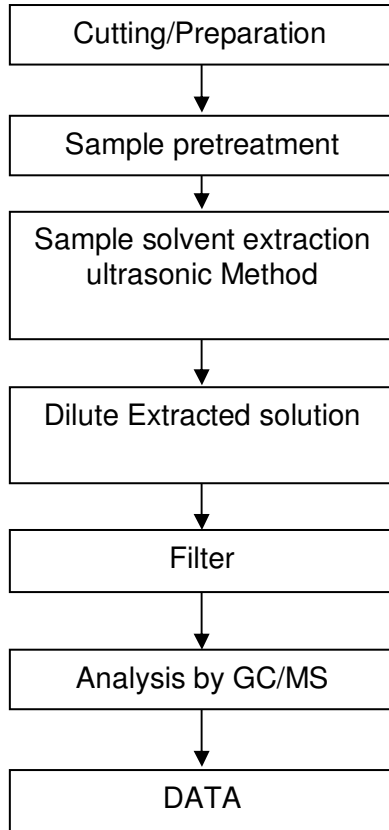 Cutting/Preparation
Sample pretreatment
Sample solvent extraction
ultrasonic Method
Dilute Extracted solution
Filter
Analysis by GC/MS
DATA